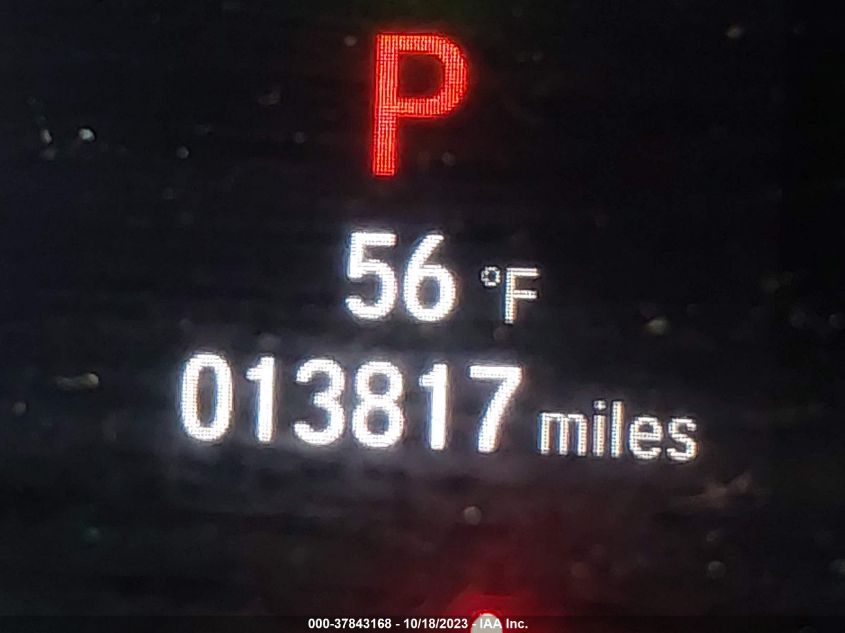 P
56 °F
013817 miles
000-37843168 - 10/18/2023 - IAA Inc.